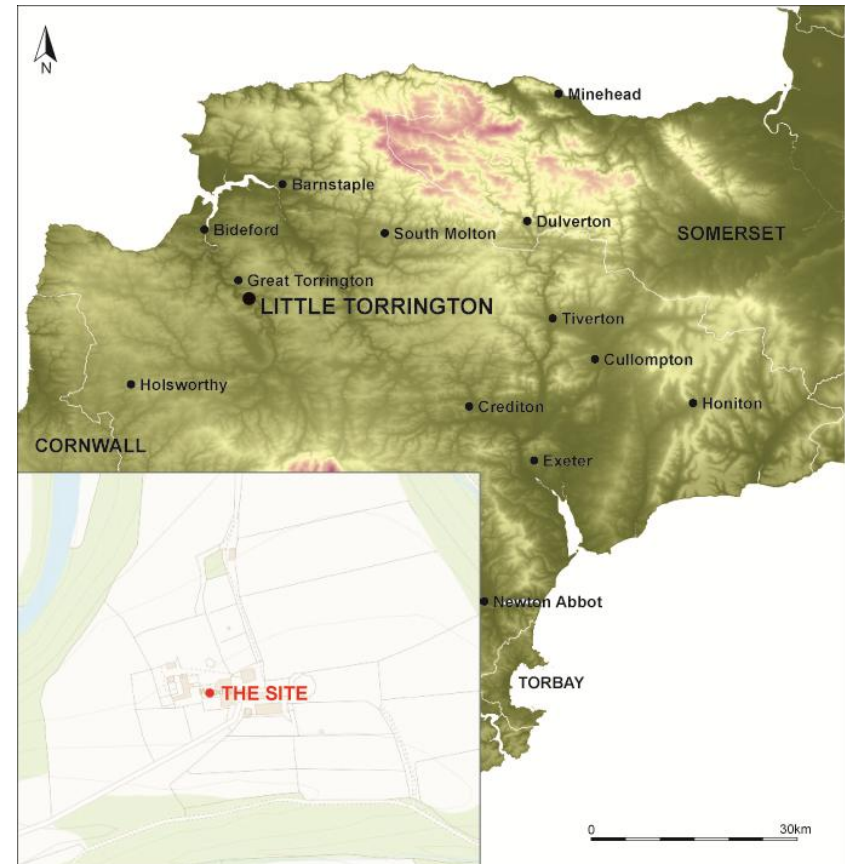 N
Minehead
Barnstaple
Bideford
South Molton
Dulverton
SOMERSET
Great Torrington
LITTLE TORRINGTON
Tiverton
Cullompton
Holsworthy
Crediton
Honiton
CORNWALL
Exeter
Newton Abbot
THE SITE
TORBAY
0 30km